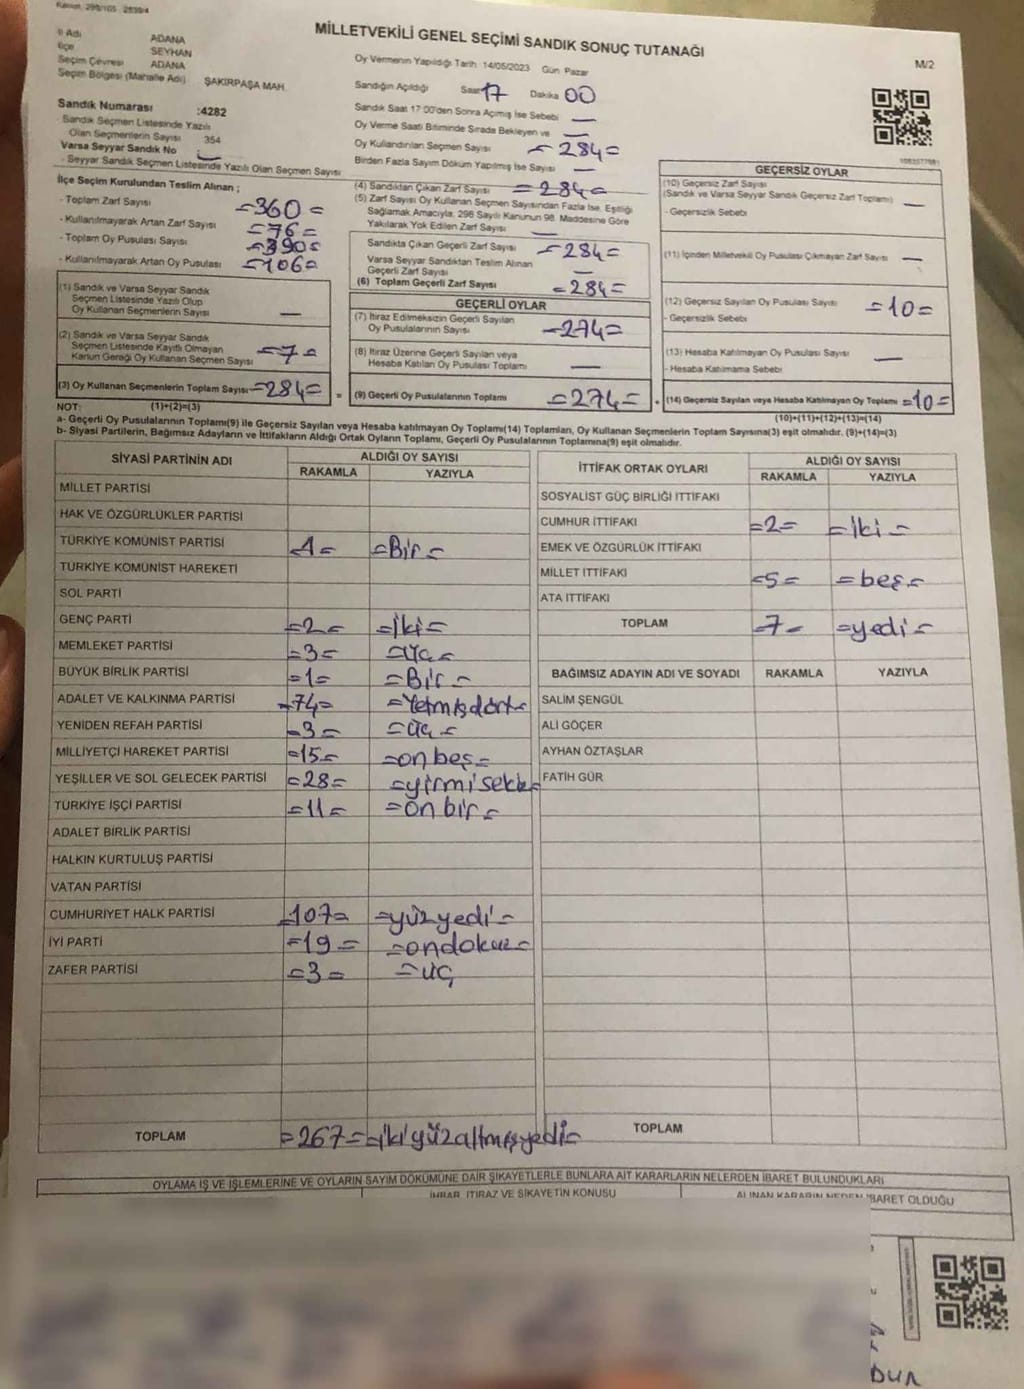 MİLLETVEKİLİ GENEL SEÇİMİ SANDIK SONUÇ TUTANAĞI
M/2
İl Adı ADANA
İlçe SEYHAN
Seçim Çevresi ADANA
Seçim Bölgesi (Mahalle Adı) ŞAKİRPAŞA MAH.
Sandık Numarası :4282
Sandık Seçmen Listesinde Yazılı
Olan Seçmenlerin Sayısı 354
Varsa Seyyar Sandık No
- Seyyar Sandık Seçmen Listesinde Yazılı Olan Seçmen Sayısı
Oy Vermenin Yapıldığı Tarih 14/05/2023 Gün Pazar
Sandığın Açıldığı Saat 17 Dakika 00
Sandık Saat 17:00'den Sonra Açımış İse Sebebi —
Oy Verme Saati Bitiminde Sırada Bekleyen ve
Oy Kullandırılan Seçmen Sayısı =284=
Birden Fazla Sayım Döküm Yapılmış İse Sayısı —
İlçe Seçim Kurulundan Teslim Alınan ;
- Toplam Zarf Sayısı =360=
- Kullanılmayarak Artan Zarf Sayısı =76=
- Toplam Oy Pusulası Sayısı =390=
- Kullanılmayarak Artan Oy Pusulası =106=
(1) Sandık ve Varsa Seyyar Sandık
Seçmen Listesinde Yazılı Olup
Oy Kullanan Seçmenlerin Sayısı —
(2) Sandık ve Varsa Seyyar Sandık
Seçmen Listesinde Kayıtlı Olmayan
Kanun Gereği Oy Kullanan Seçmen Sayısı =7=
(3) Oy Kullanan Seçmenlerin Toplam Sayısı =284=
(4) Sandıktan Çıkan Zarf Sayısı =284=
(5) Zarf Sayısı Oy Kullanan Seçmen Sayısından Fazla İse, Eşitliği
Sağlamak Amacıyla, 298 Sayılı Kanunun 98. Maddesine Göre
Yakılarak Yok Edilen Zarf Sayısı —
Sandıkta Çıkan Geçerli Zarf Sayısı =284=
Varsa Seyyar Sandıktan Teslim Alınan
Geçerli Zarf Sayısı —
(6) Toplam Geçerli Zarf Sayısı =284=
GEÇERLİ OYLAR
(7) İtiraz Edilmeksizin Geçerli Sayılan
Oy Pusulalarının Sayısı =274=
(8) İtiraz Üzerine Geçerli Sayılan veya
Hesaba Katılan Oy Pusulası Toplamı —
= (9) Geçerli Oy Pusulalarının Toplamı =274=
GEÇERSİZ OYLAR
(10) Geçersiz Zarf Sayısı
(Sandık ve Varsa Seyyar Sandık Geçersiz Zarf Toplamı) —
- Geçersizlik Sebebi
(11) İçinden Milletvekili Oy Pusulası Çıkmayan Zarf Sayısı —
(12) Geçersiz Sayılan Oy Pusulası Sayısı =10=
- Geçersizlik Sebebi
(13) Hesaba Katılmayan Oy Pusulası Sayısı —
- Hesaba Katılmama Sebebi
+ (14) Geçersiz Sayılan veya Hesaba Katılmayan Oy Toplamı =10=
NOT: (1)+(2)=(3)
(10)+(11)+(12)+(13)=(14)
a- Geçerli Oy Pusulalarının Toplamı(9) ile Geçersiz Sayılan veya Hesaba katılmayan Oy Toplamı(14) Toplamları, Oy Kullanan Seçmenlerin Toplam Sayısına(3) eşit olmalıdır. (9)+(14)=(3)
b- Siyasi Partilerin, Bağımsız Adayların ve İttifakların Aldığı Ortak Oyların Toplamı, Geçerli Oy Pusulalarının Toplamına(9) eşit olmalıdır.
SİYASİ PARTİNİN ADI ALDIĞI OY SAYISI
RAKAMLA YAZIYLA
MİLLET PARTİSİ
HAK VE ÖZGÜRLÜKLER PARTİSİ
TÜRKİYE KOMÜNİST PARTİSİ 1= =Bir=
TÜRKİYE KOMÜNİST HAREKETİ
SOL PARTİ
GENÇ PARTİ =2= =iki=
MEMLEKET PARTİSİ =3= =üç=
BÜYÜK BİRLİK PARTİSİ =1= =Bir=
ADALET VE KALKINMA PARTİSİ =74= =Yetmişdört=
YENİDEN REFAH PARTİSİ =3= =üç=
MİLLİYETÇİ HAREKET PARTİSİ =15= =onbeş=
YEŞİLLER VE SOL GELECEK PARTİSİ =28= =yirmisekiz=
TÜRKİYE İŞÇİ PARTİSİ =11= =onbir=
ADALET BİRLİK PARTİSİ
HALKIN KURTULUŞ PARTİSİ
VATAN PARTİSİ
CUMHURİYET HALK PARTİSİ 107= =yüzyedi=
İYİ PARTİ =19= =ondokuz=
ZAFER PARTİSİ =3= =üç
TOPLAM =267= =ikiyüzaltmışyedi=
İTTİFAK ORTAK OYLARI ALDIĞI OY SAYISI
RAKAMLA YAZIYLA
SOSYALİST GÜÇ BİRLİĞİ İTTİFAKI
CUMHUR İTTİFAKI =2= =iki=
EMEK VE ÖZGÜRLÜK İTTİFAKI
MİLLET İTTİFAKI =5= =beş=
ATA İTTİFAKI
TOPLAM =7= =yedi=
BAĞIMSIZ ADAYIN ADI VE SOYADI RAKAMLA YAZIYLA
SALİM ŞENGÜL
ALİ GÖÇER
AYHAN ÖZTAŞLAR
FATİH GÜR
TOPLAM
OYLAMA İŞ VE İŞLEMLERİNE VE OYLARIN SAYIM DÖKÜMÜNE DAİR ŞİKAYETLERLE BUNLARA AİT KARARLARIN NELERDEN İBARET BULUNDUKLARI
İHBAR, İTİRAZ VE ŞİKAYETİN KONUSU
ALINAN KARARIN NEDEN İBARET OLDUĞU